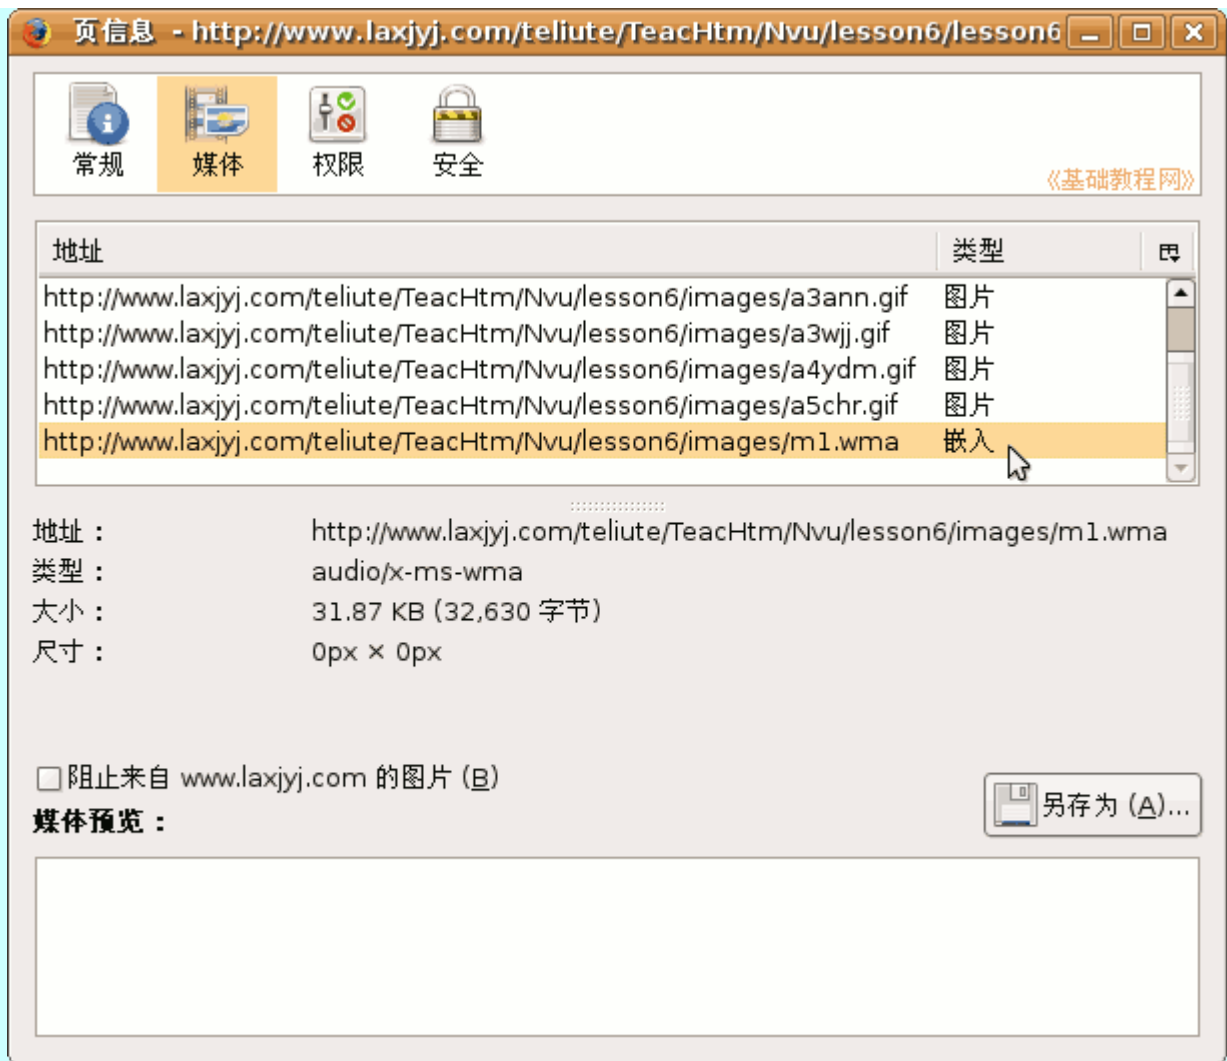 页信息 - http://www.laxjyj.com/teliute/TeacHtm/Nvu/lesson6/lesson6
常规 媒体 权限 安全
《基础教程网》
地址 类型
http://www.laxjyj.com/teliute/TeacHtm/Nvu/lesson6/images/a3ann.gif 图片
http://www.laxjyj.com/teliute/TeacHtm/Nvu/lesson6/images/a3wjj.gif 图片
http://www.laxjyj.com/teliute/TeacHtm/Nvu/lesson6/images/a4ydm.gif 图片
http://www.laxjyj.com/teliute/TeacHtm/Nvu/lesson6/images/a5chr.gif 图片
http://www.laxjyj.com/teliute/TeacHtm/Nvu/lesson6/images/m1.wma 嵌入
地址： http://www.laxjyj.com/teliute/TeacHtm/Nvu/lesson6/images/m1.wma
类型： audio/x-ms-wma
大小： 31.87 KB (32,630 字节)
尺寸： 0px × 0px
阻止来自 www.laxjyj.com 的图片 (B)
另存为 (A)...
媒体预览：